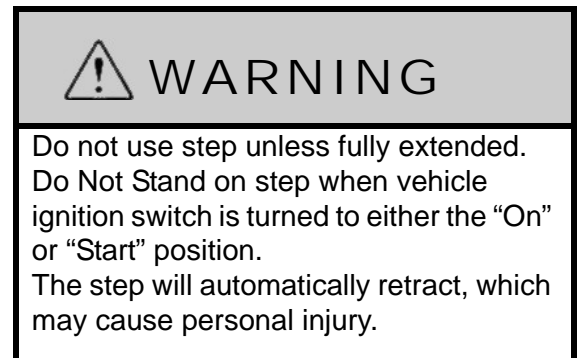 WARNING
Do not use step unless fully extended.
Do Not Stand on step when vehicle
ignition switch is turned to either the “On”
or “Start” position.
The step will automatically retract, which
may cause personal injury.